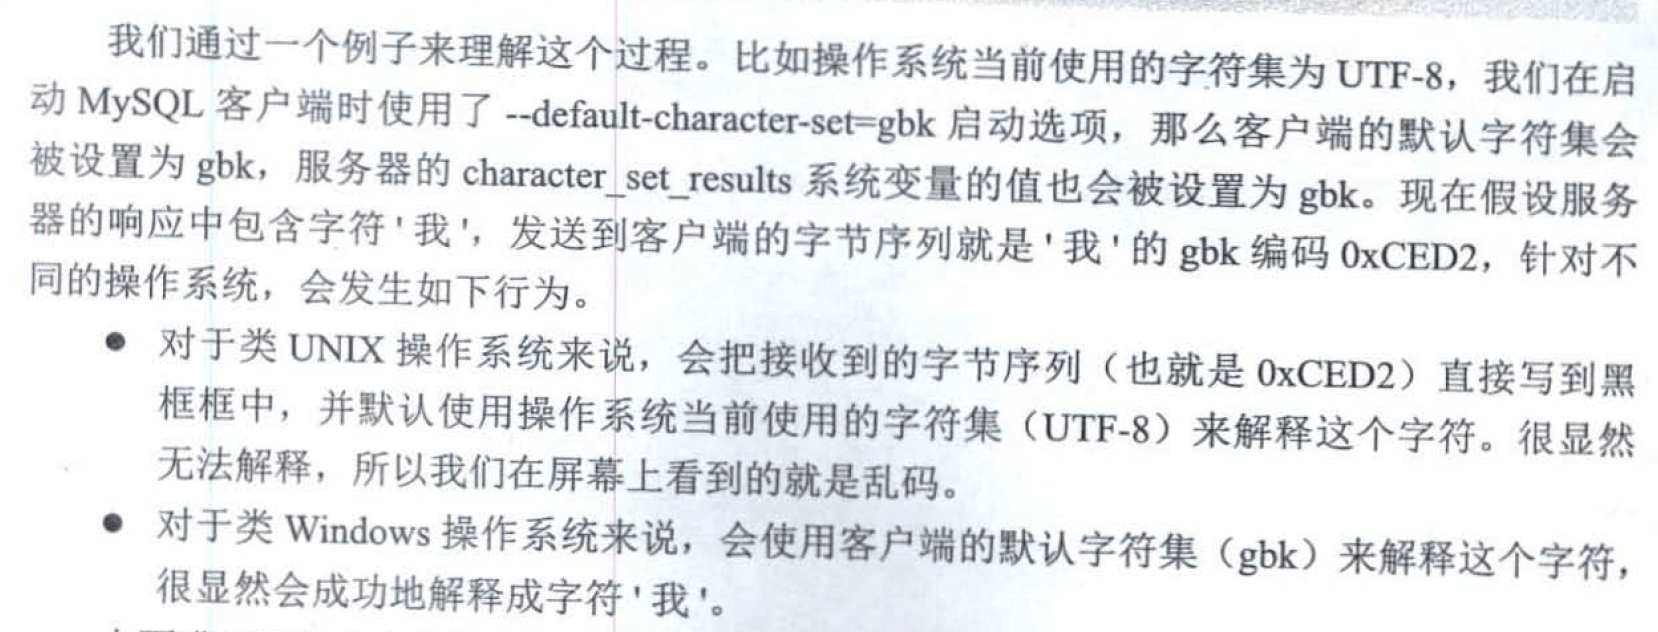 我们通过一个例子来理解这个过程。比如操作系统当前使用的字符集为 UTF-8，我们在启
动 MySQL 客户端时使用了 --default-character-set=gbk 启动选项，那么客户端的默认字符集会
被设置为 gbk，服务器的 character_set_results 系统变量的值也会被设置为 gbk。现在假设服务
器的响应中包含字符'我'，发送到客户端的字节序列就是'我'的 gbk 编码 0xCED2，针对不
同的操作系统，会发生如下行为。
● 对于类 UNIX 操作系统来说，会把接收到的字节序列（也就是 0xCED2）直接写到黑
框框中，并默认使用操作系统当前使用的字符集（UTF-8）来解释这个字符。很显然
无法解释，所以我们在屏幕上看到的就是乱码。
● 对于类 Windows 操作系统来说，会使用客户端的默认字符集（gbk）来解释这个字符，
很显然会成功地解释成字符'我'。